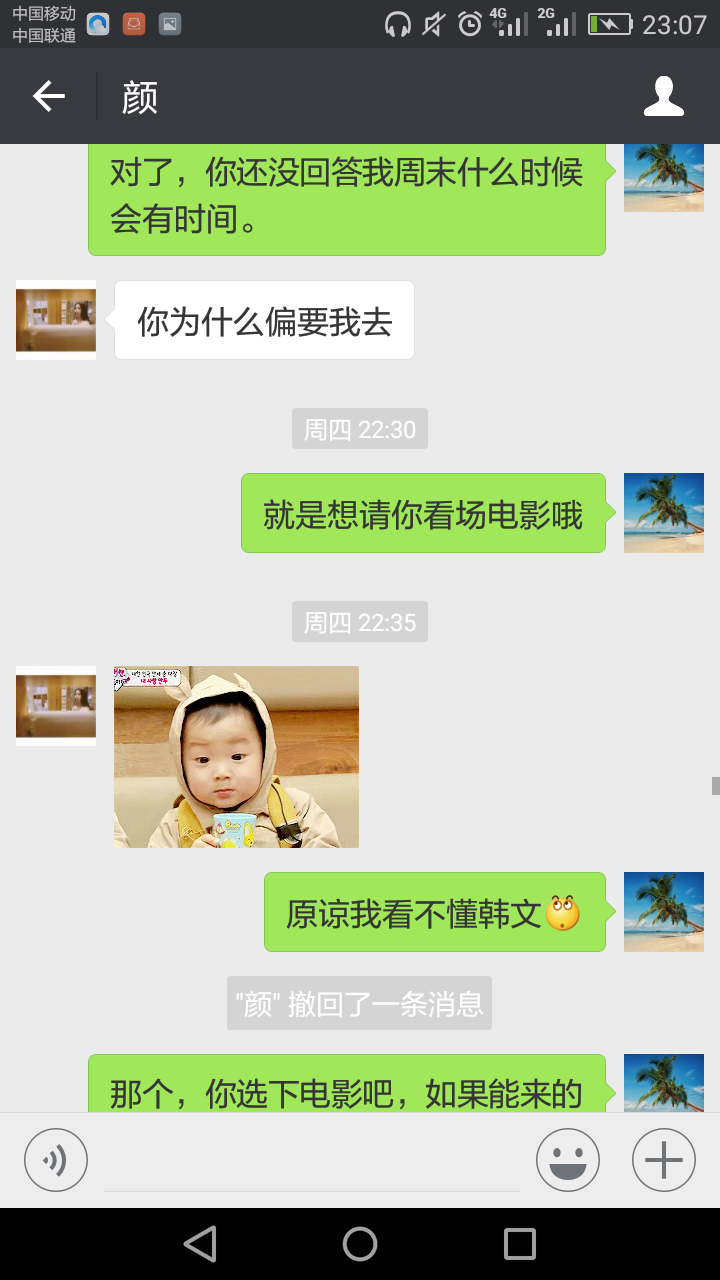 中国移动
中国联通
4G
2G
23:07
颜
对了，你还没回答我周末什么时候
会有时间。
你为什么偏要我去
周四 22:30
就是想请你看场电影哦
周四 22:35
原谅我看不懂韩文
"颜" 撤回了一条消息
那个，你选下电影吧，如果能来的